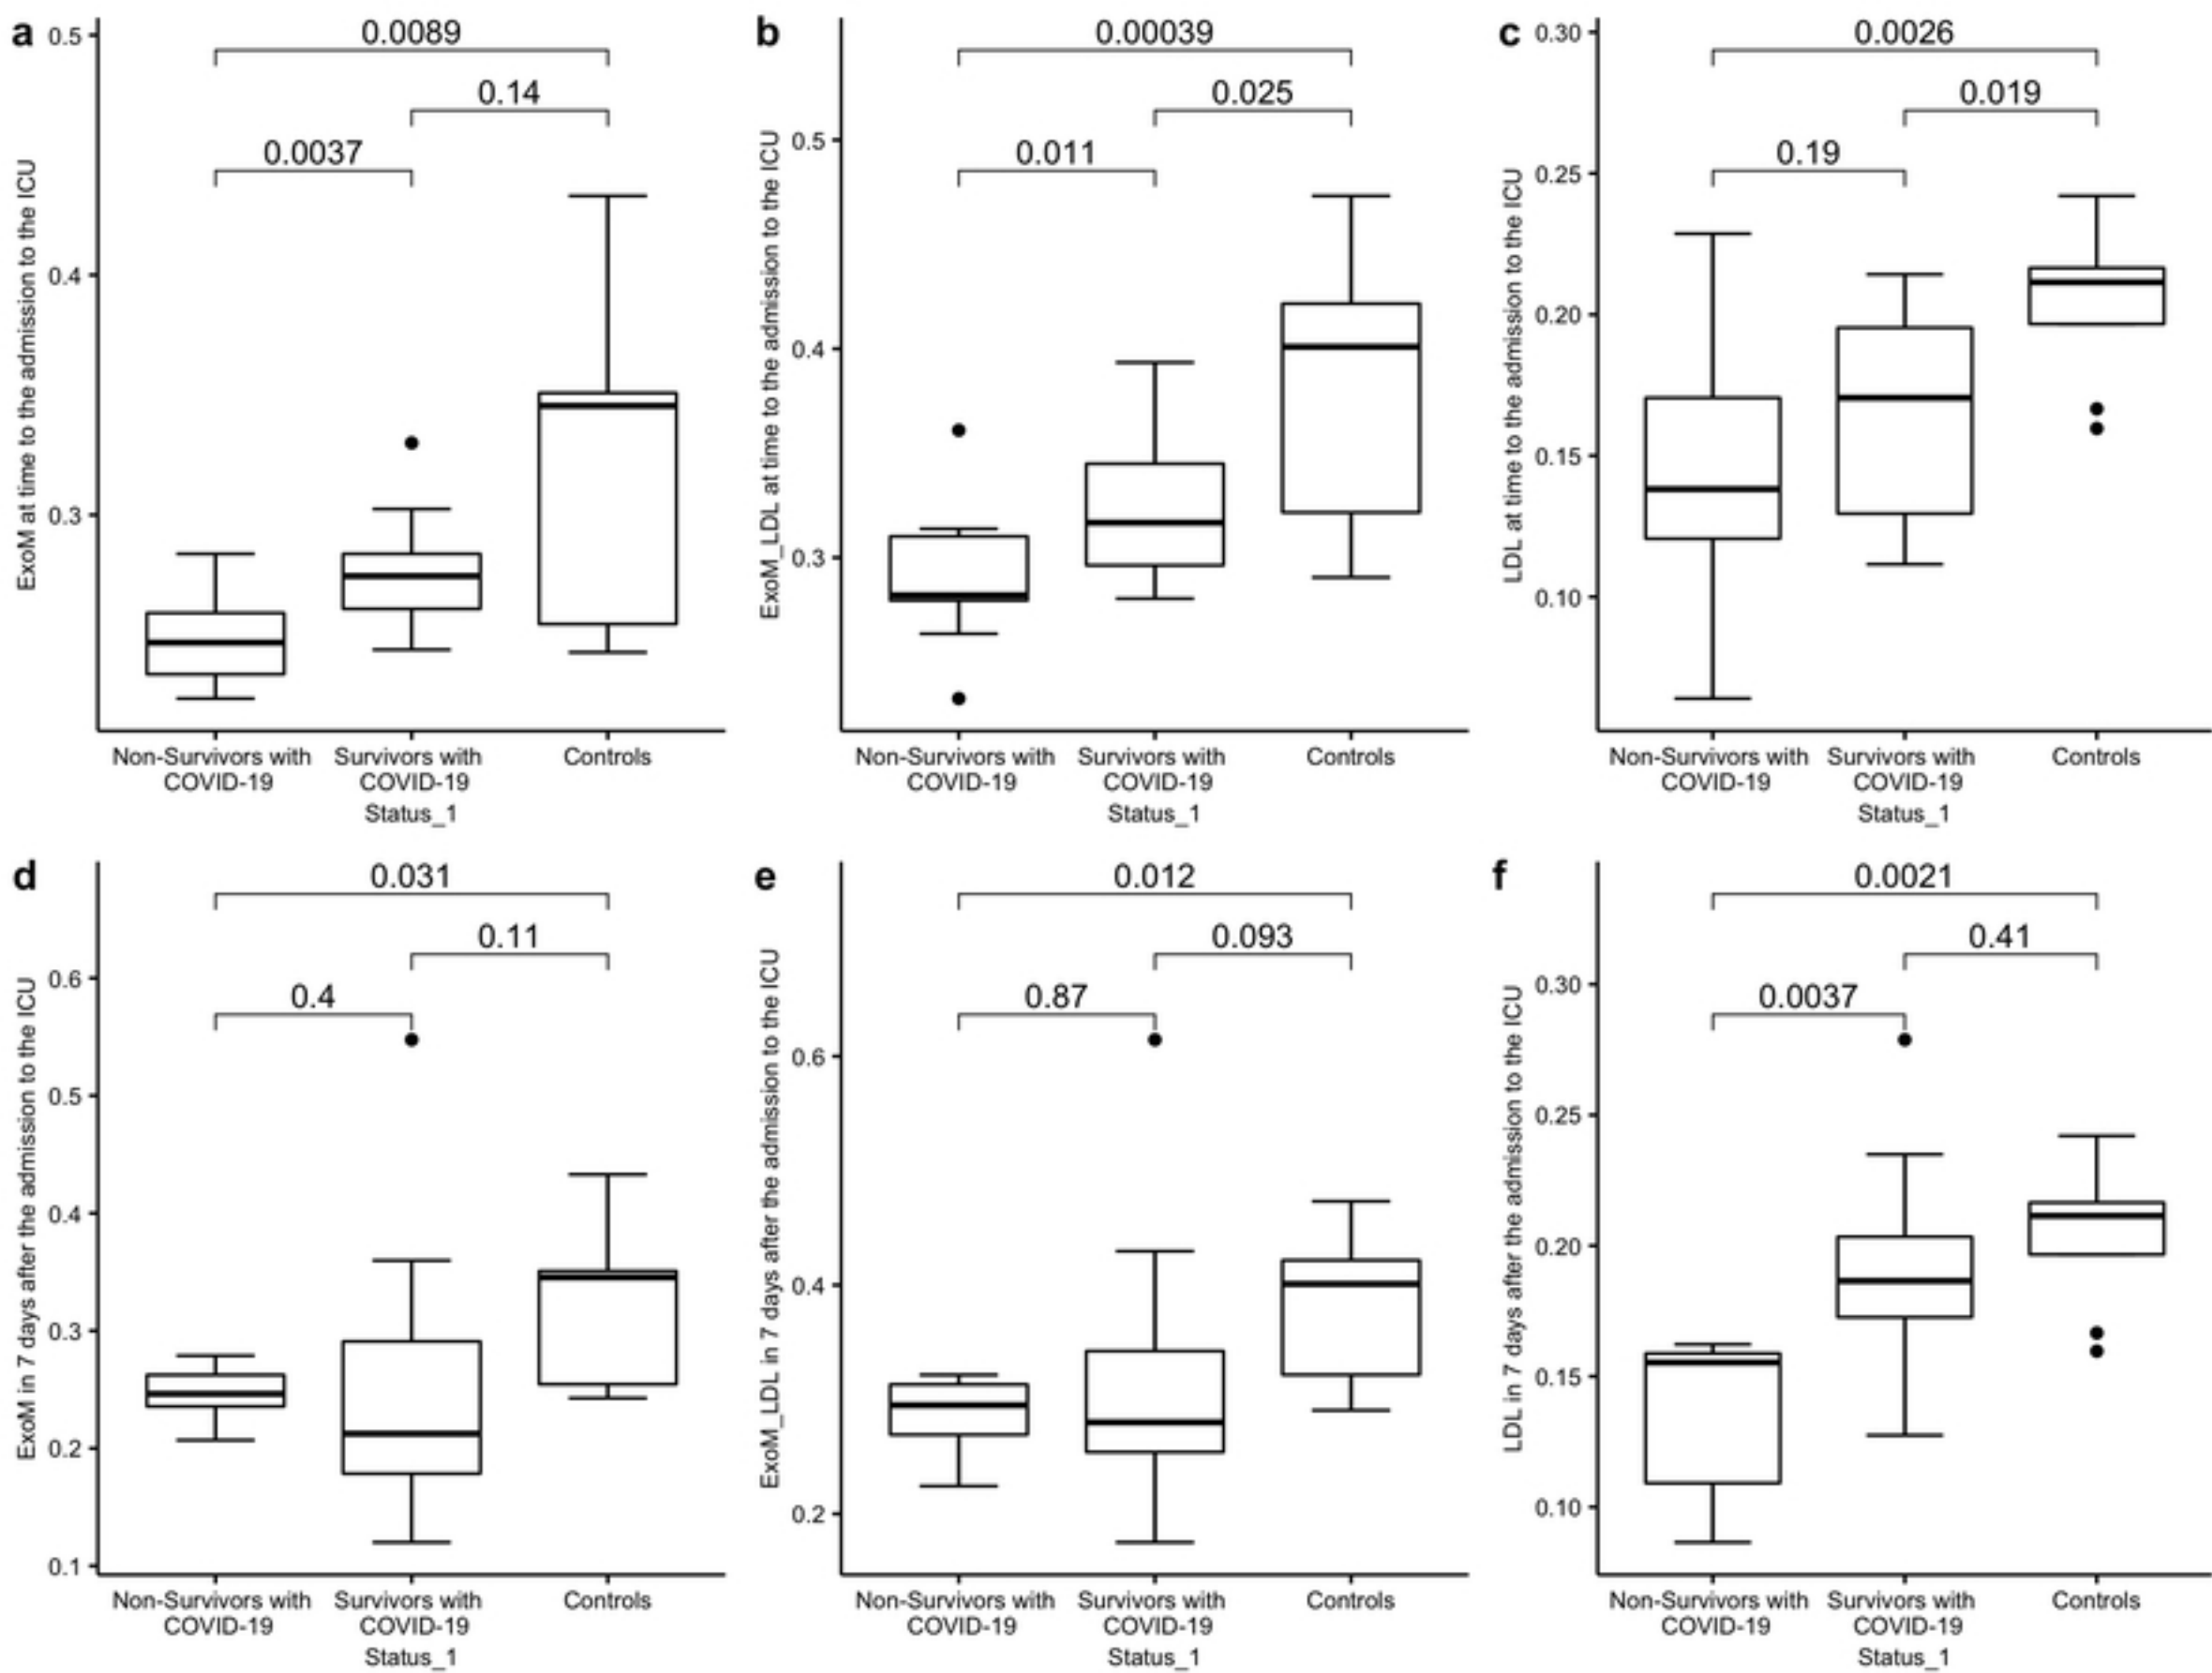 a
0.0089
0.14
0.0037
0.5
0.4
0.3
ExoM at time to the admission to the ICU
Non-Survivors with
COVID-19
Survivors with
COVID-19
Controls
Status_1
b
0.00039
0.025
0.011
0.5
0.4
0.3
ExoM_LDL at time to the admission to the ICU
Non-Survivors with
COVID-19
Survivors with
COVID-19
Controls
Status_1
c
0.0026
0.019
0.19
0.30
0.25
0.20
0.15
0.10
LDL at time to the admission to the ICU
Non-Survivors with
COVID-19
Survivors with
COVID-19
Controls
Status_1
d
0.031
0.11
0.4
0.6
0.5
0.4
0.3
0.2
0.1
ExoM in 7 days after the admission to the ICU
Non-Survivors with
COVID-19
Survivors with
COVID-19
Controls
Status_1
e
0.012
0.093
0.87
0.6
0.4
0.2
ExoM_LDL in 7 days after the admission to the ICU
Non-Survivors with
COVID-19
Survivors with
COVID-19
Controls
Status_1
f
0.0021
0.41
0.0037
0.30
0.25
0.20
0.15
0.10
LDL in 7 days after the admission to the ICU
Non-Survivors with
COVID-19
Survivors with
COVID-19
Controls
Status_1